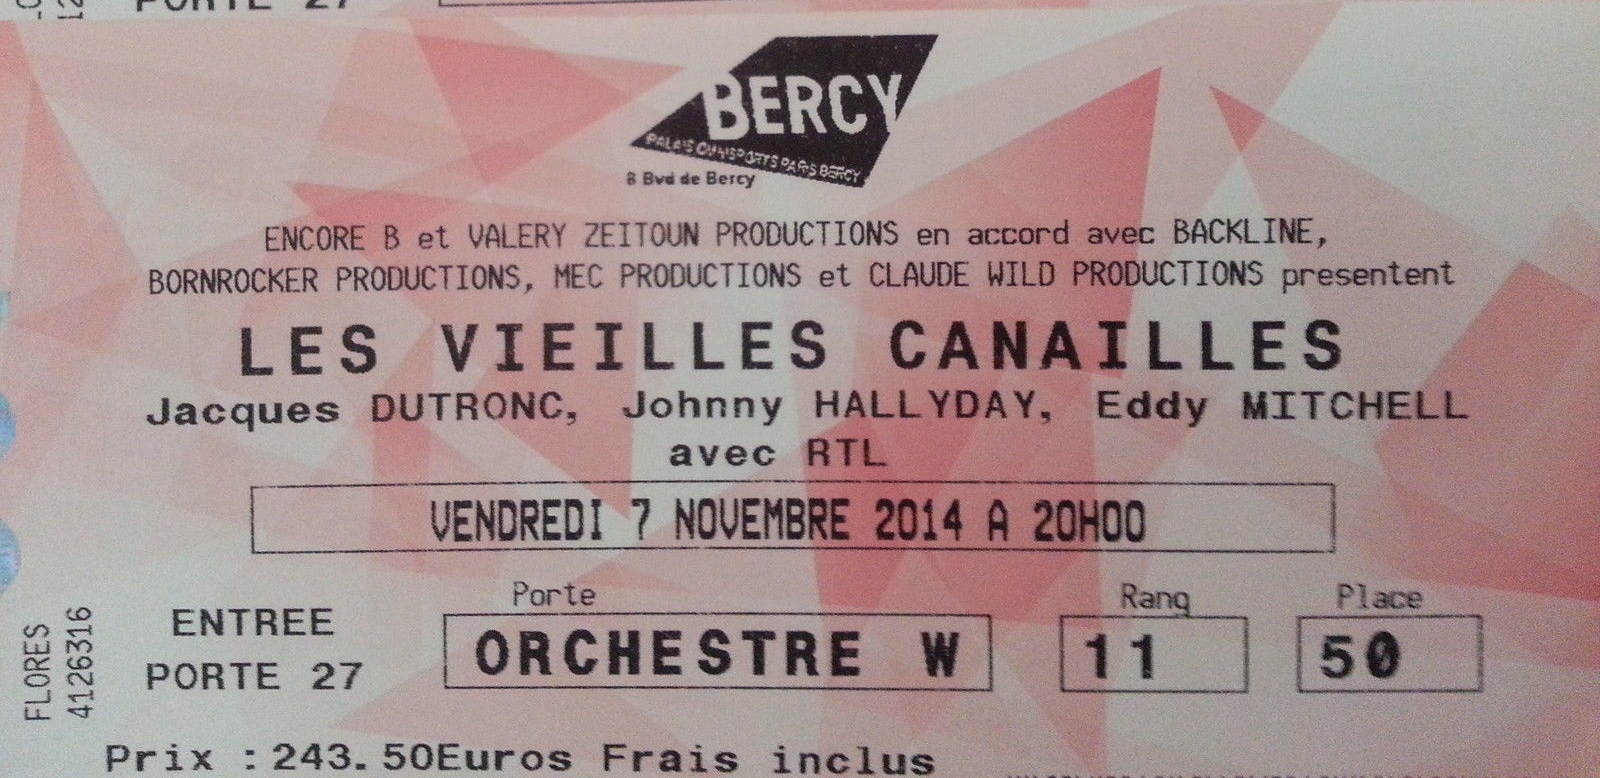 PORTE 27
BERCY
PALAIS OMNISPORTS PARIS BERCY
8 Bvd de Bercy
ENCORE B et VALERY ZEITOUN PRODUCTIONS en accord avec BACKLINE,
BORNROCKER PRODUCTIONS, MEC PRODUCTIONS et CLAUDE WILD PRODUCTIONS presentent
LES VIEILLES CANAILLES
Jacques DUTRONC, Johnny HALLYDAY, Eddy MITCHELL
avec RTL
VENDREDI 7 NOVEMBRE 2014 A 20H00
Porte Rang Place
ENTREE
PORTE 27
ORCHESTRE W 11 50
FLORES
4126316
Prix :243.50Euros Frais inclus